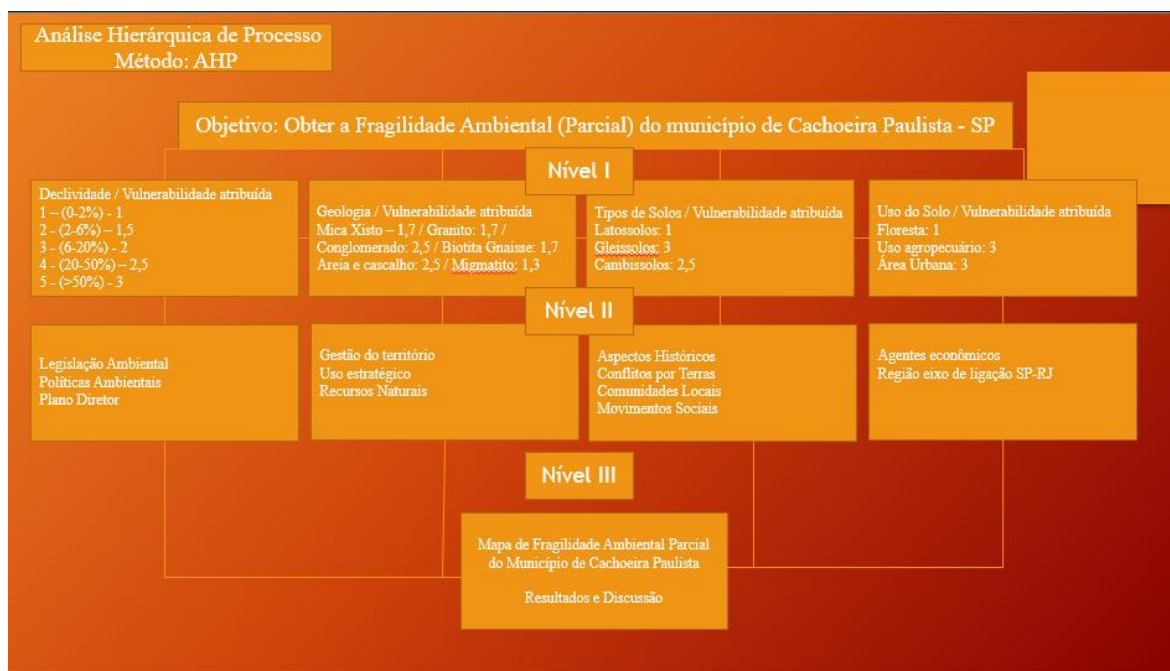 Análise Hierárquica de Processo
Método: AHP
Objetivo: Obter a Fragilidade Ambiental (Parcial) do município de Cachoeira Paulista - SP
Nível I
Declividade / Vulnerabilidade atribuída
1 – (0-2%) - 1
2 - (2-6%) – 1,5
3 - (6-20%) - 2
4 - (20-50%) – 2,5
5 - (>50%) - 3
Geologia / Vulnerabilidade atribuída
Mica Xisto – 1,7 / Granito: 1,7 /
Conglomerado: 2,5 / Biotita Gnaisse: 1,7
Areia e cascalho: 2,5 / Migmatito: 1,3
Tipos de Solos / Vulnerabilidade atribuída
Latossolos: 1
Gleissolos: 3
Cambissolos: 2,5
Uso do Solo / Vulnerabilidade atribuída
Floresta: 1
Uso agropecuário: 3
Área Urbana: 3
Nível II
Legislação Ambiental
Políticas Ambientais
Plano Diretor
Gestão do território
Uso estratégico
Recursos Naturais
Aspectos Históricos
Conflitos por Terras
Comunidades Locais
Movimentos Sociais
Agentes econômicos
Região eixo de ligação SP-RJ
Nível III
Mapa de Fragilidade Ambiental Parcial
do Município de Cachoeira Paulista
Resultados e Discussão